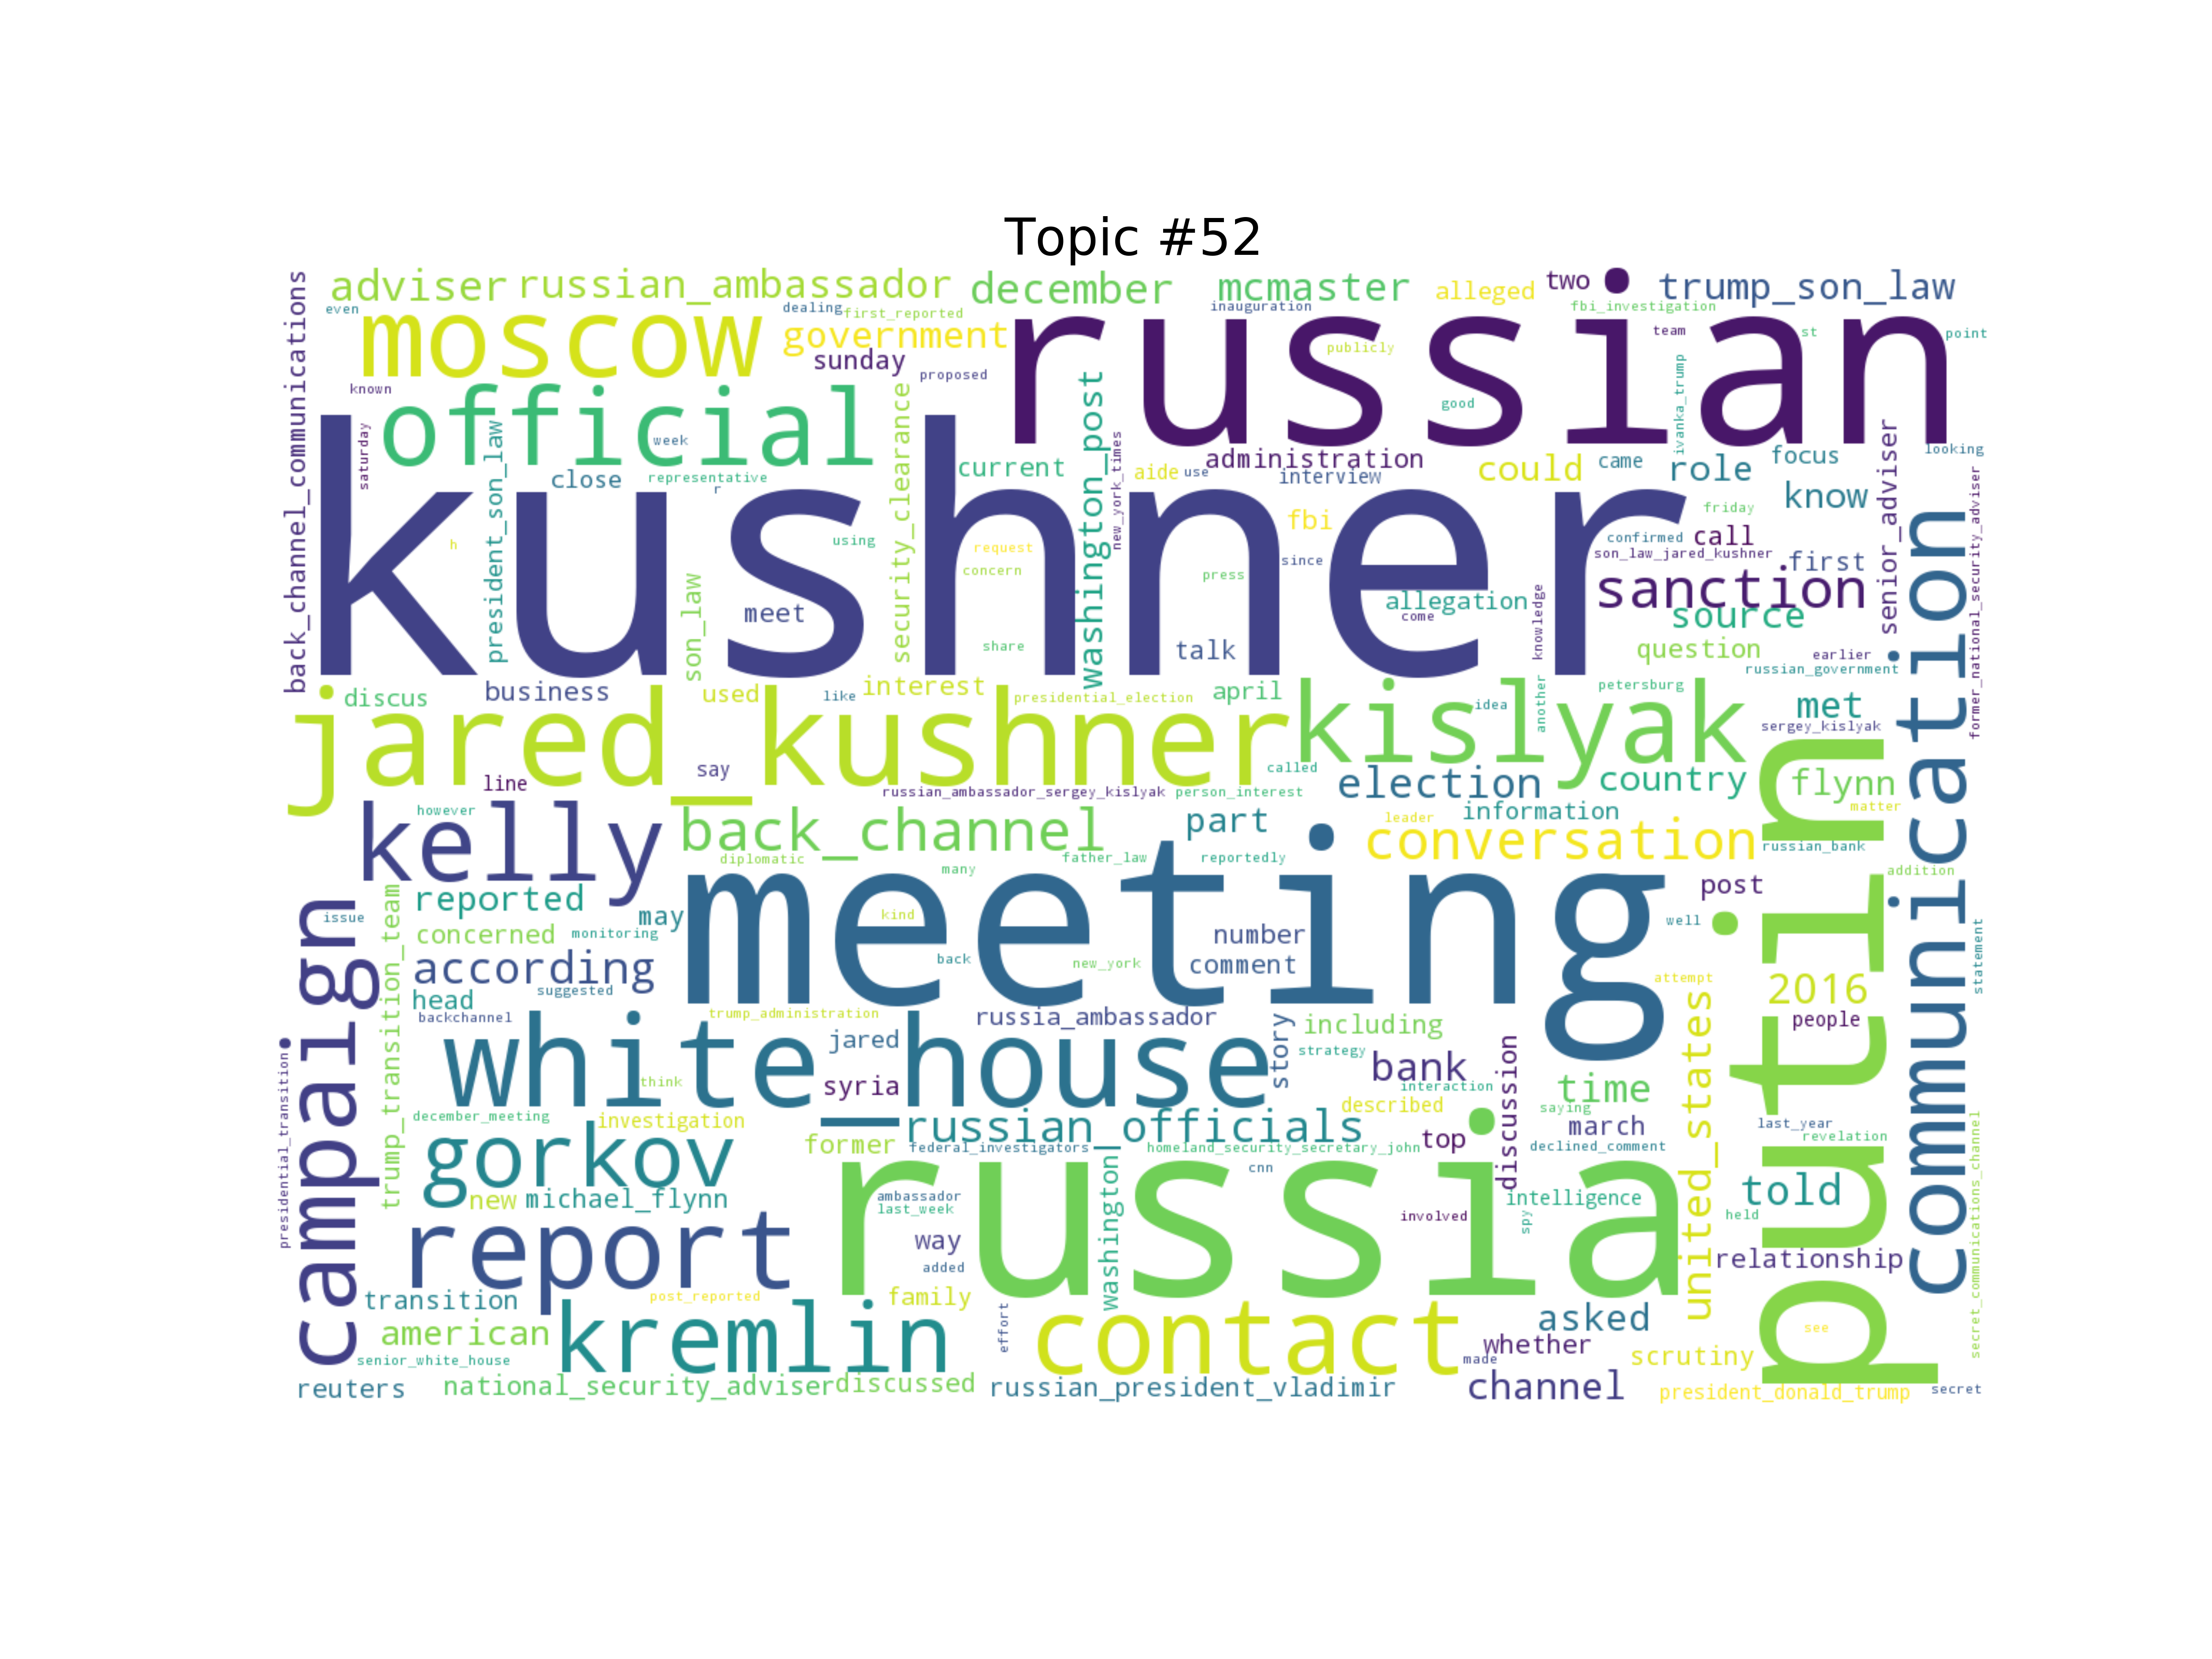 Topic #52
back_channel_communications
adviser
russian_ambassador
december
mcmaster
alleged
two
trump_son_law
even
dealing
first_reported
inauguration
fbi_investigation
moscow
government
russian
team
st
point
sunday
publicly
known
proposed
official
week
saturday
president_son_law
security_clearance
washington_post
good
ivanka_trump
senior_adviser
looking
kushner
close
representative
r
current
new_york_times
aide
use
administration
interview
could
came
role
focus
know
former_national_security_adviser
communication
h
using
request
fbi
friday
confirmed
call
son_law_jared_kushner
first
concern
since
press
sanction
son_law
meet
allegation
come
knowledge
source
share
talk
question
earlier
russian_government
discus
business
used
like
interest
presidential_election
april
petersburg
jared_kushner
kislyak
idea
another
met
sergey_kislyak
putin
line
say
called
election
country
flynn
russian_ambassador_sergey_kislyak
person_interest
information
matter
kelly
however
back_channel
part
leader
conversation
russian_bank
diplomatic
father_law
reportedly
many
addition
campaign
trump_transition_team
reported
meeting
post
issue
may
kind
well
concerned
monitoring
number
statement
according
back
new_york
comment
attempt
2016
suggested
head
backchannel
trump_administration
russia_ambassador
story
including
united_states
people
presidential_transition
white_house
jared
strategy
bank
discussion
think
syria
interaction
time
december_meeting
investigation
russian_officials
described
saying
march
last_year
revelation
secret_communications_channel
gorkov
former
federal_investigators
homeland_security_secretary_john
top
declined_comment
cnn
washington
russia
new
michael_flynn
ambassador
last_week
intelligence
told
spy
involved
held
report
way
added
relationship
transition
post_reported
family
effort
contact
asked
american
kremlin
whether
made
scrutiny
see
senior_white_house
reuters
national_security_adviser
discussed
russian_president_vladimir
channel
president_donald_trump
secret